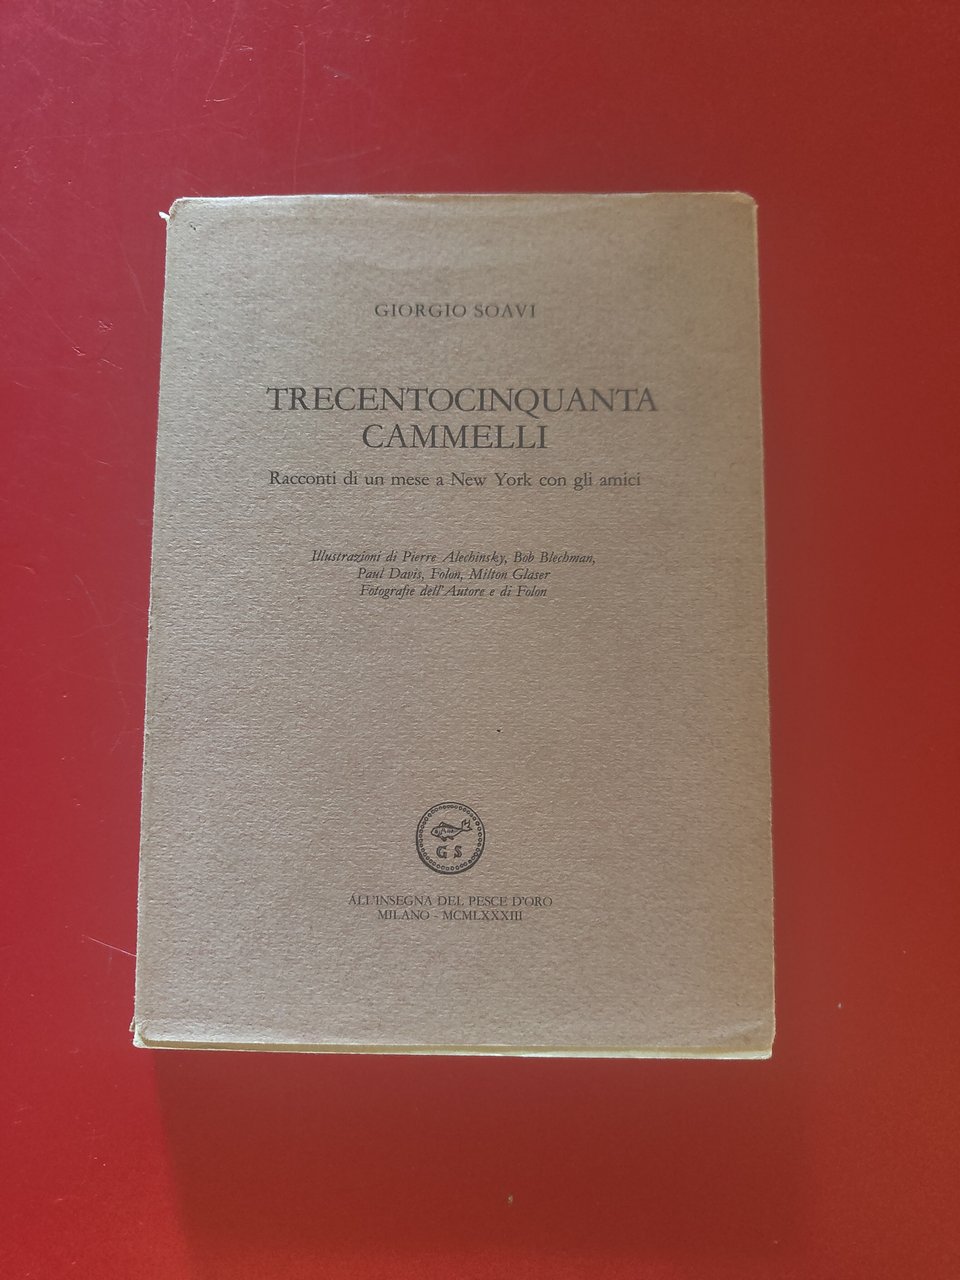 GIORGIO SOAVI
TRECENTOCINQUANTA
CAMMELLI
Racconti di un mese a New York con gli amici
Illustrazioni di Pierre Alechinsky, Bob Blechman,
Paul Davis, Folon, Milton Glaser
Fotografie dell'Autore e di Folon
G S
ALL'INSEGNA DEL PESCE D'ORO
MILANO - MCMLXXXIII